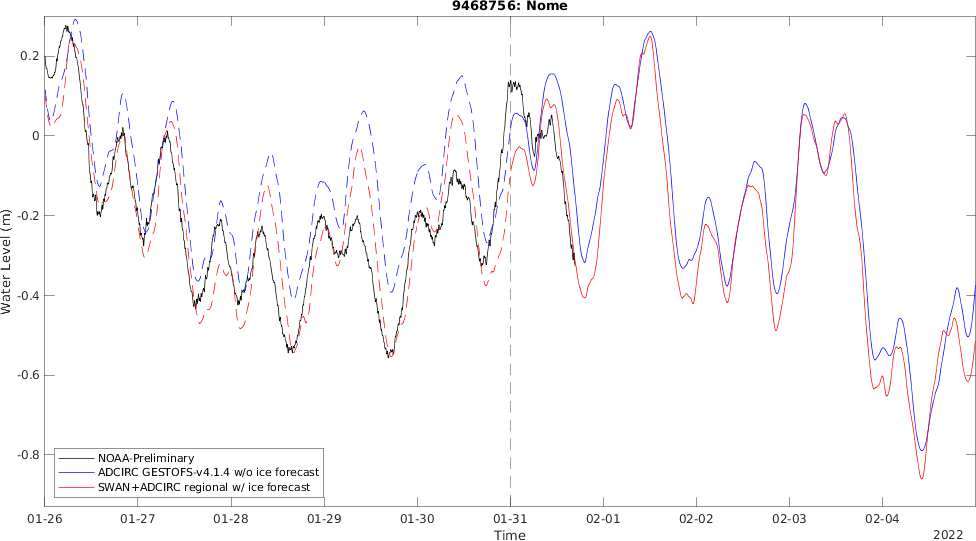 9468756: Nome
Water Level (m)
0.2
0
-0.2
-0.4
-0.6
-0.8
NOAA-Preliminary
ADCIRC GESTOFS-v4.1.4 w/o ice forecast
SWAN+ADCIRC regional w/ ice forecast
01-26 01-27 01-28 01-29 01-30 01-31 02-01 02-02 02-03 02-04
Time
2022